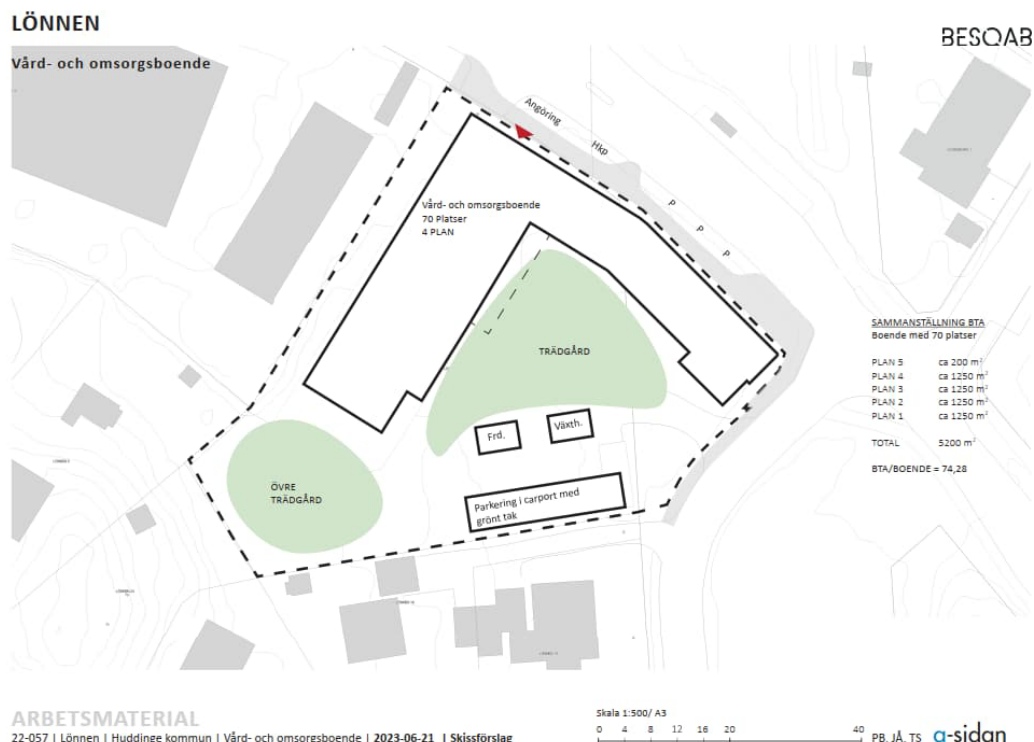 LÖNNEN
BESQAB
Vård- och omsorgsboende
Angöring
Hkp
P
P
P
P
Vård- och omsorgsboende
70 Platser
4 PLAN
TRÄDGÅRD
Frd.
Växth.
ÖVRE
TRÄDGÅRD
Parkering i carport med
grönt tak
SAMMANSTÄLLNING BTA
Boende med 70 platser
PLAN 5 ca 200 m²
PLAN 4 ca 1250 m²
PLAN 3 ca 1250 m²
PLAN 2 ca 1250 m²
PLAN 1 ca 1250 m²
TOTAL 5200 m²
BTA/BOENDE = 74,28
ARBETSMATERIAL
22-057 | Lönnen | Huddinge kommun | Vård- och omsorgsboende | 2023-06-21 | Skissförslag
Skala 1:500/ A3
0 4 8 12 16 20 40
PB. JÅ. TS
a-sidan